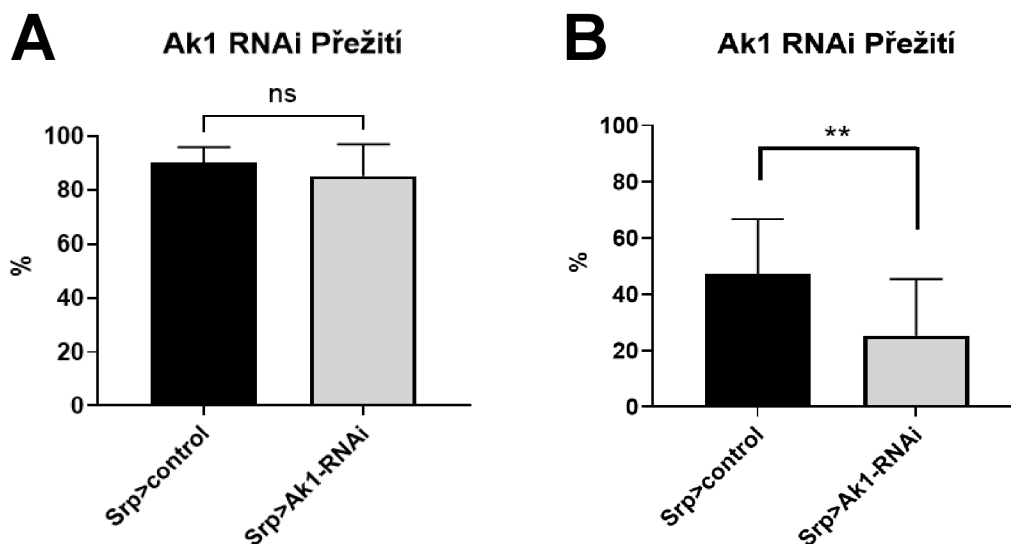 A
Ak1 RNAi Přežití
ns
100
80
60
40
20
0
%
Srp>control
Srp>Ak1-RNAi
B
Ak1 RNAi Přežití
**
100
80
60
40
20
0
%
Srp>control
Srp>Ak1-RNAi